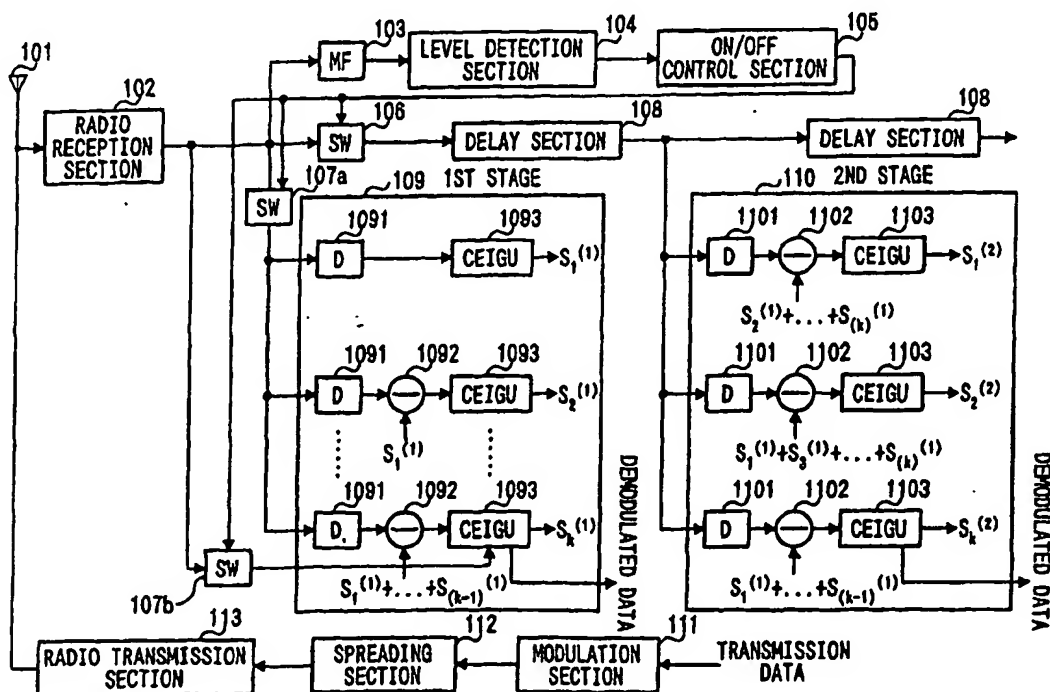 101
102
RADIO
RECEPTION
SECTION
103
MF
LEVEL DETECTION
SECTION
104
ON/OFF
CONTROL SECTION
105
SW
106
DELAY SECTION
108
DELAY SECTION
108
SW
107a
109
1ST STAGE
1091
D
1093
CEIGU
S1(1)
1091
D
1092
1093
CEIGU
S2(1)
S1(1)
1091
D.
1092
1093
CEIGU
Sk(1)
S1(1)+...+S(k-1)(1)
SW
107b
DEMODULATED DATA
110
2ND STAGE
1101
D
1102
1103
CEIGU
S1(2)
S2(1)+...+S(k)(1)
1101
D
1102
1103
CEIGU
S2(2)
S1(1)+S3(1)+...+S(k)(1)
1101
D
1102
1103
CEIGU
Sk(2)
S1(1)+...+S(k-1)(1)
DEMODULATED DATA
113
RADIO TRANSMISSION
SECTION
112
SPREADING
SECTION
111
MODULATION
SECTION
TRANSMISSION
DATA